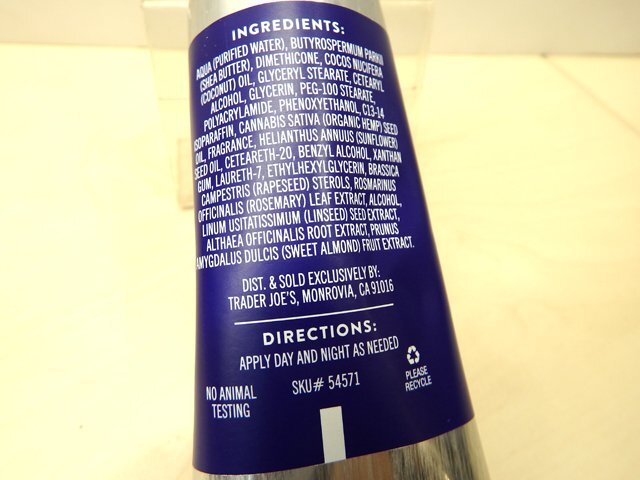 INGREDIENTS:
AQUA (PURIFIED WATER), BUTYROSPERMUM PARKII
(SHEA BUTTER), DIMETHICONE, COCOS NUCIFERA
(COCONUT) OIL, GLYCERYL STEARATE, CETEARYL
ALCOHOL, GLYCERIN, PEG-100 STEARATE,
POLYACRYLAMIDE, PHENOXYETHANOL, C13-14
ISOPARAFFIN, CANNABIS SATIVA (ORGANIC HEMP) SEED
OIL, FRAGRANCE, HELIANTHUS ANNUUS (SUNFLOWER)
SEED OIL, CETEARETH-20, BENZYL ALCOHOL, XANTHAN
GUM, LAURETH-7, ETHYLHEXYLGLYCERIN, BRASSICA
CAMPESTRIS (RAPESEED) STEROLS, ROSMARINUS
OFFICINALIS (ROSEMARY) LEAF EXTRACT, ALCOHOL,
LINUM USITATISSIMUM (LINSEED) SEED EXTRACT,
ALTHAEA OFFICINALIS ROOT EXTRACT, PRUNUS
AMYGDALUS DULCIS (SWEET ALMOND) FRUIT EXTRACT.
DIST. & SOLD EXCLUSIVELY BY:
TRADER JOE'S, MONROVIA, CA 91016
DIRECTIONS:
APPLY DAY AND NIGHT AS NEEDED
NO ANIMAL
TESTING
SKU# 54571
PLEASE
RECYCLE